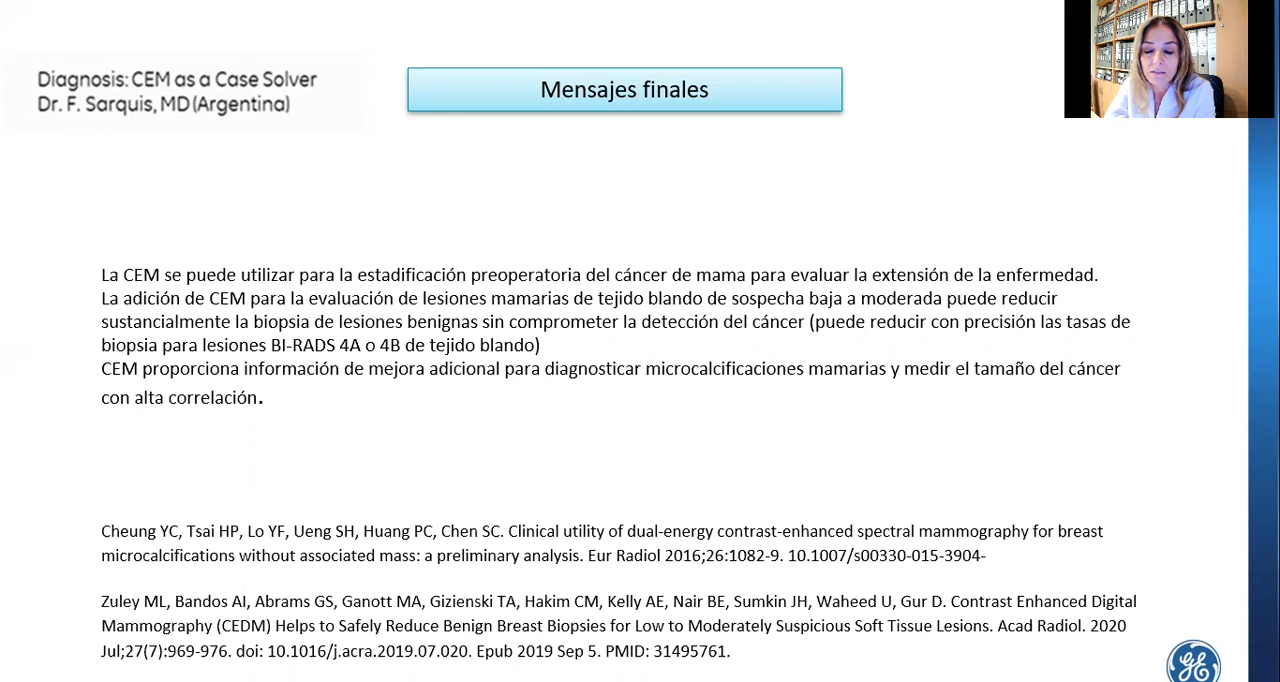 Diagnosis: CEM as a Case Solver
Dr. F. Sarquis, MD (Argentina)
Mensajes finales
La CEM se puede utilizar para la estadificación preoperatoria del cáncer de mama para evaluar la extensión de la enfermedad.
La adición de CEM para la evaluación de lesiones mamarias de tejido blando de sospecha baja a moderada puede reducir
sustancialmente la biopsia de lesiones benignas sin comprometer la detección del cáncer (puede reducir con precisión las tasas de
biopsia para lesiones BI-RADS 4A o 4B de tejido blando)
CEM proporciona información de mejora adicional para diagnosticar microcalcificaciones mamarias y medir el tamaño del cáncer
con alta correlación.
Cheung YC, Tsai HP, Lo YF, Ueng SH, Huang PC, Chen SC. Clinical utility of dual-energy contrast-enhanced spectral mammography for breast
microcalcifications without associated mass: a preliminary analysis. Eur Radiol 2016;26:1082-9. 10.1007/s00330-015-3904-
Zuley ML, Bandos AI, Abrams GS, Ganott MA, Gizienski TA, Hakim CM, Kelly AE, Nair BE, Sumkin JH, Waheed U, Gur D. Contrast Enhanced Digital
Mammography (CEDM) Helps to Safely Reduce Benign Breast Biopsies for Low to Moderately Suspicious Soft Tissue Lesions. Acad Radiol. 2020
Jul;27(7):969-976. doi: 10.1016/j.acra.2019.07.020. Epub 2019 Sep 5. PMID: 31495761.
GE